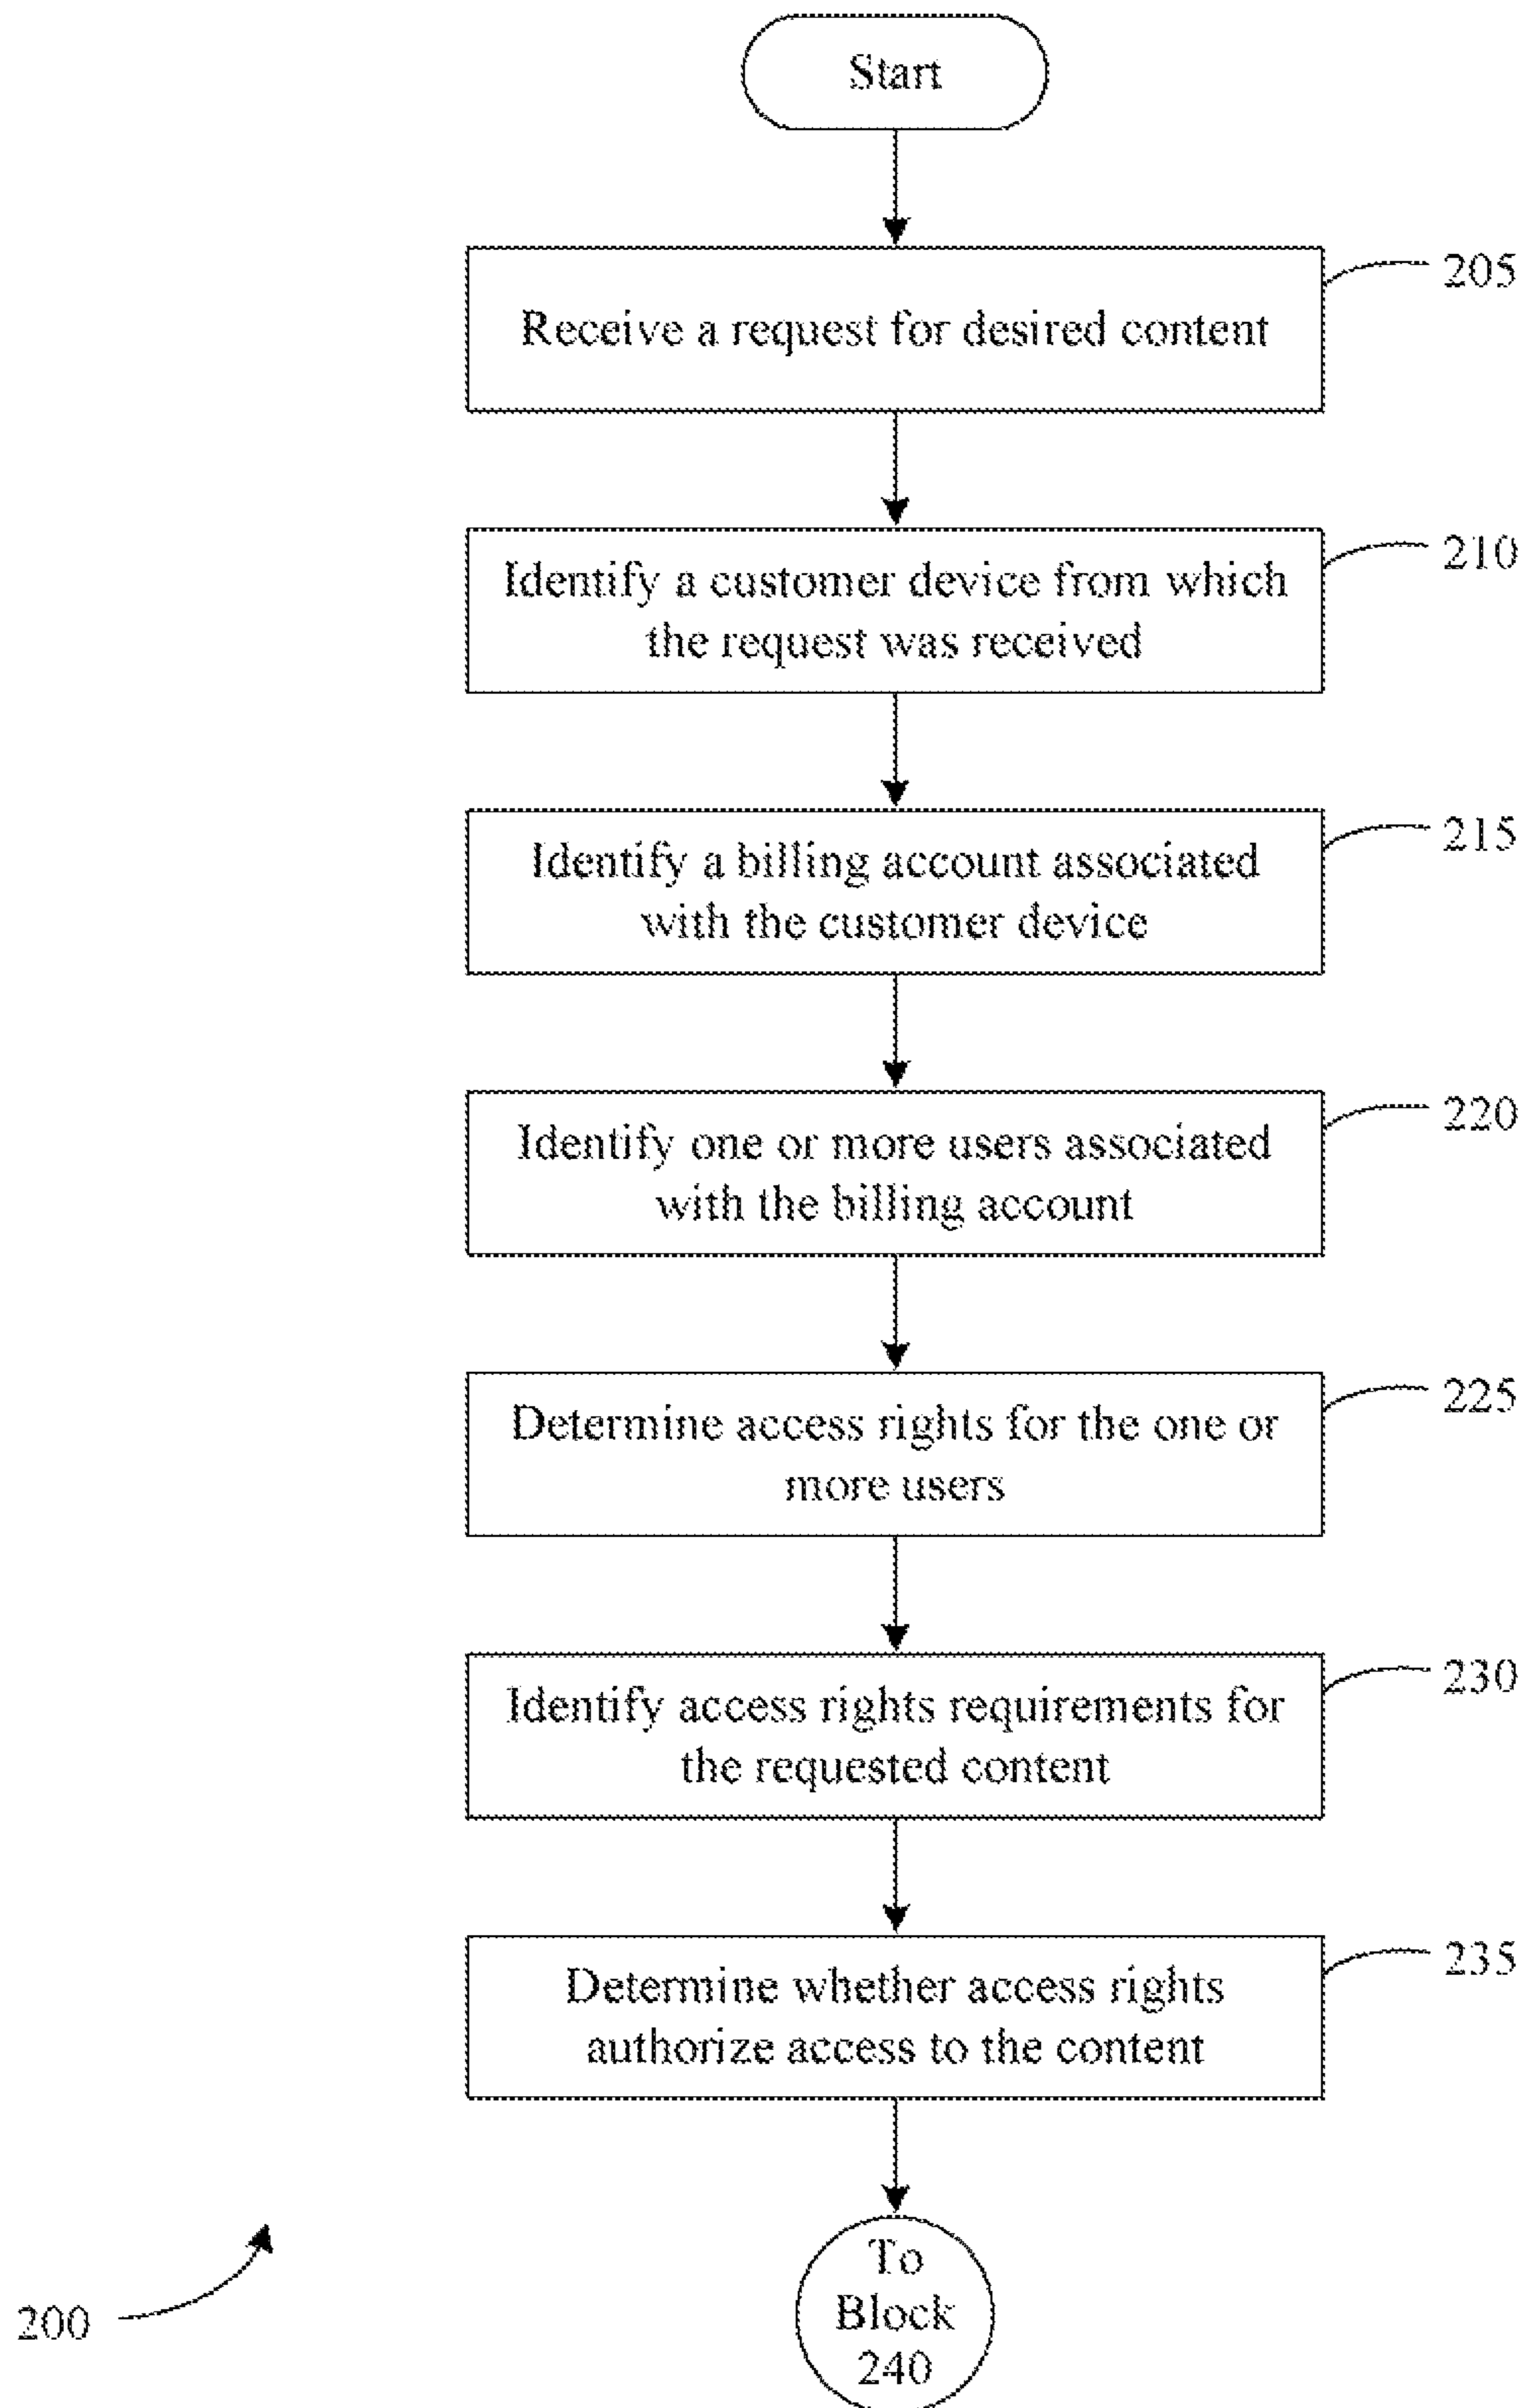 Start
205
Receive a request for desired content
210
Identify a customer device from which
the request was received
215
Identify a billing account associated
with the customer device
220
Identify one or more users associated
with the billing account
225
Determine access rights for the one or
more users
230
Identify access rights requirements for
the requested content
235
Determine whether access rights
authorize access to the content
To
Block
240
200